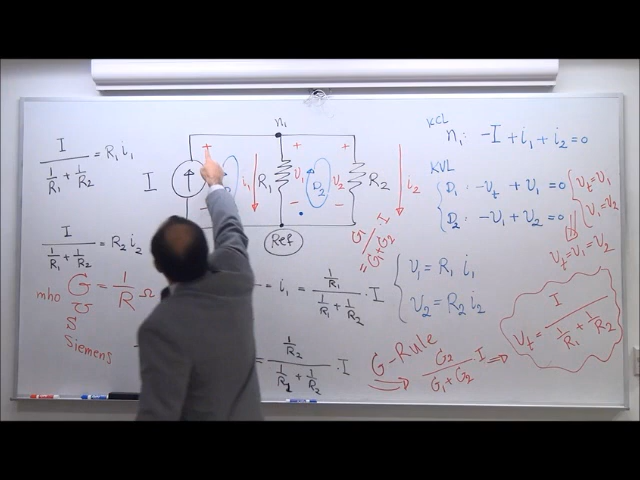 I / (1/R₁ + 1/R₂) = R₁ i₁
I / (1/R₁ + 1/R₂) = R₂ i₂
mho G = 1/R Ω
℧
S
Siemens
n₁
I
+
i₁
R₁
+
V₁
-
D₂
+
V₂
-
R₂
i₂
Ref
= G₁/(G₁+G₂) · I
= i₁ = (1/R₁) / (1/R₁ + 1/R₂) · I
= (1/R₂) / (1/R₁ + 1/R₂) · I
V₁ = R₁ i₁
V₂ = R₂ i₂
G-Rule
G₂/(G₁+G₂) · I ⇒
KCL
n₁: -I + i₁ + i₂ = 0
KVL
D₁: -Vt + V₁ = 0
D₂: -V₁ + V₂ = 0
Vt = V₁
V₁ = V₂
Vt = V₁ = V₂
Vt = I / (1/R₁ + 1/R₂)